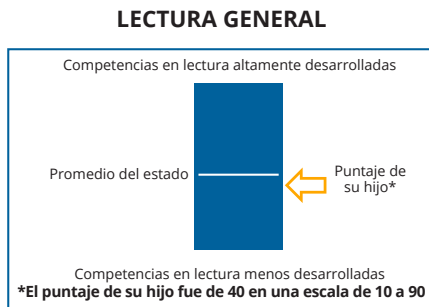 LECTURA GENERAL
Competencias en lectura altamente desarrolladas
Promedio del estado
Puntaje de
su hijo*
Competencias en lectura menos desarrolladas
*El puntaje de su hijo fue de 40 en una escala de 10 a 90